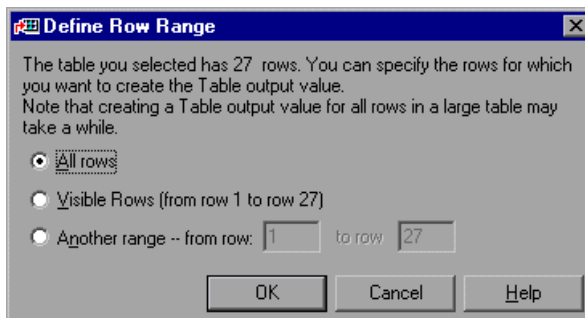 Define Row Range
The table you selected has 27 rows. You can specify the rows for which
you want to create the Table output value.
Note that creating a Table output value for all rows in a large table may
take a while.
All rows
Visible Rows (from row 1 to row 27)
Another range -- from row: 1 to row 27
OK Cancel Help